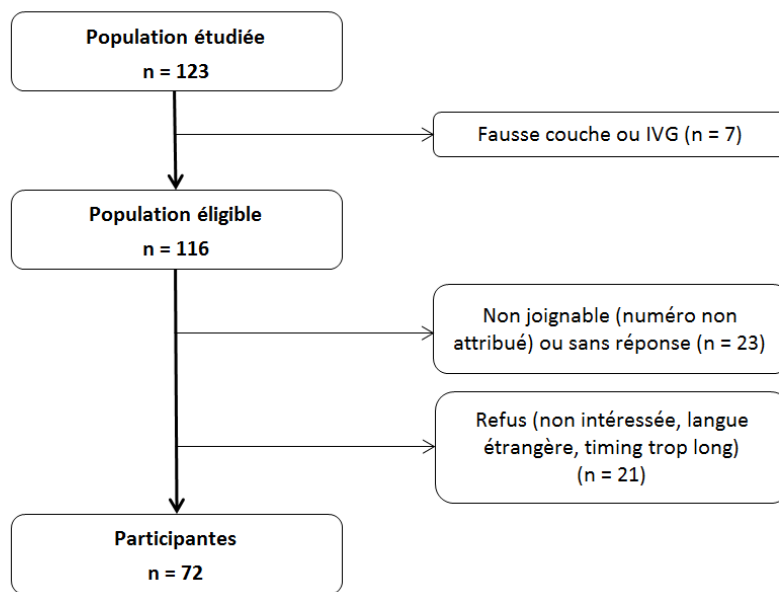 Population étudiée
n = 123
Fausse couche ou IVG (n = 7)
Population éligible
n = 116
Non joignable (numéro non
attribué) ou sans réponse (n = 23)
Refus (non intéressée, langue
étrangère, timing trop long)
(n = 21)
Participantes
n = 72